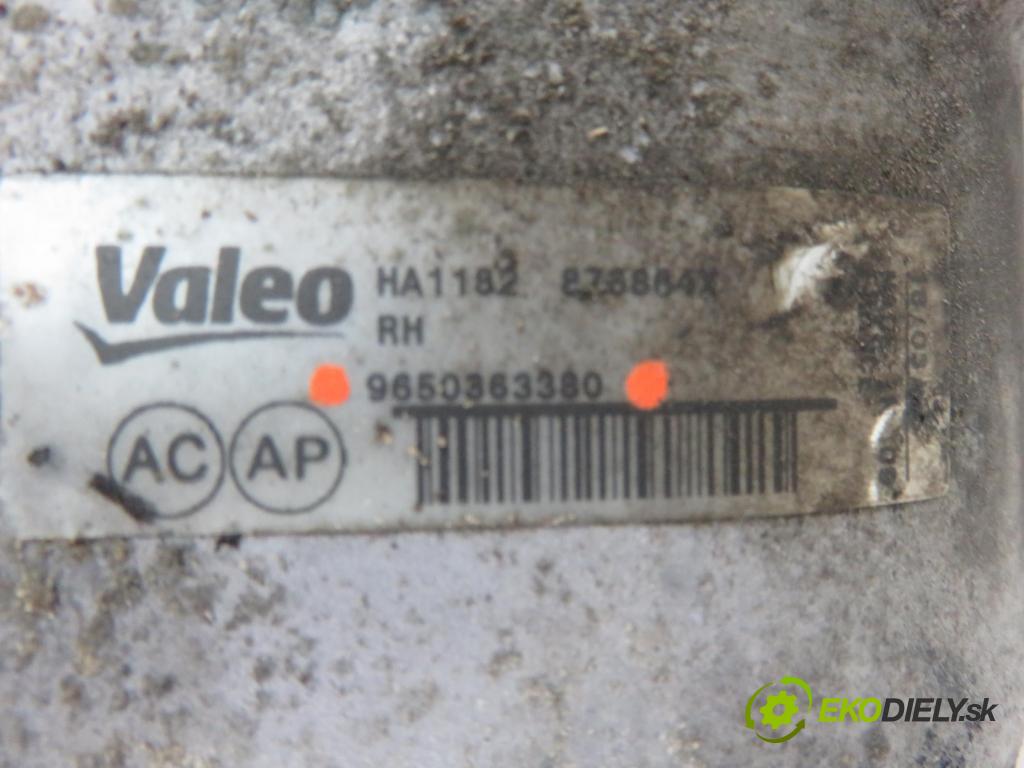 Valeo
HA1182 876864X
RH
9650363380
AC AP
EKODIELY.sk